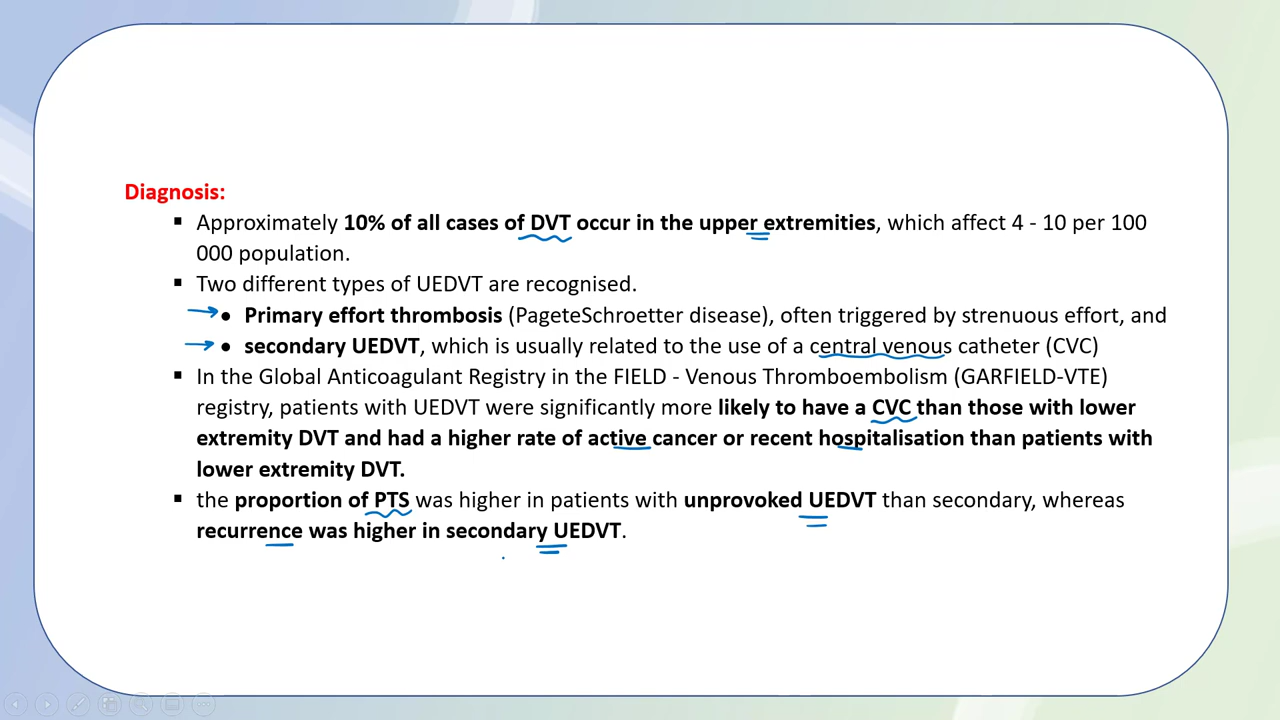 Diagnosis:
▪ Approximately 10% of all cases of DVT occur in the upper extremities, which affect 4 - 10 per 100
000 population.
▪ Two different types of UEDVT are recognised.
• Primary effort thrombosis (PageteSchroetter disease), often triggered by strenuous effort, and
• secondary UEDVT, which is usually related to the use of a central venous catheter (CVC)
▪ In the Global Anticoagulant Registry in the FIELD - Venous Thromboembolism (GARFIELD-VTE)
registry, patients with UEDVT were significantly more likely to have a CVC than those with lower
extremity DVT and had a higher rate of active cancer or recent hospitalisation than patients with
lower extremity DVT.
▪ the proportion of PTS was higher in patients with unprovoked UEDVT than secondary, whereas
recurrence was higher in secondary UEDVT.